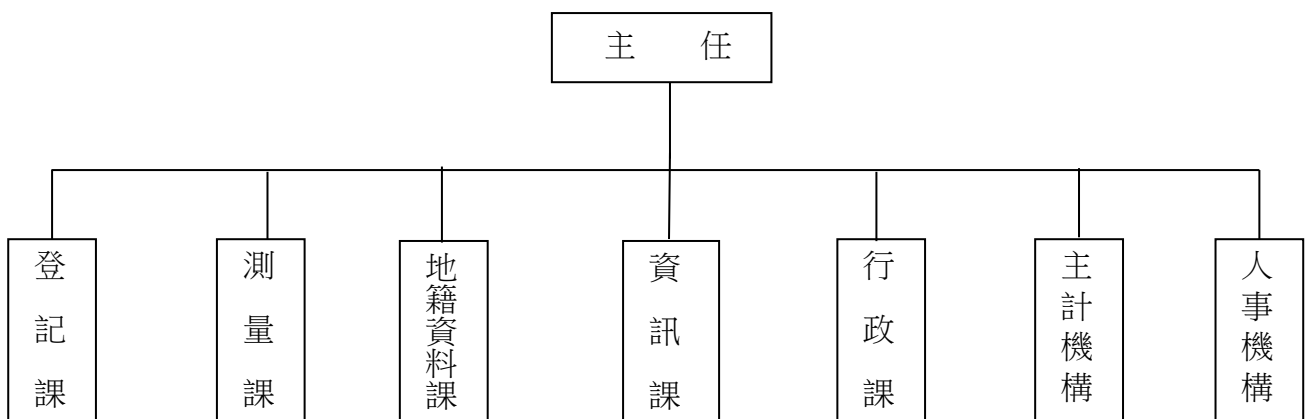 主 任
登記課
測量課
地籍資料課
資訊課
行政課
主計機構
人事機構